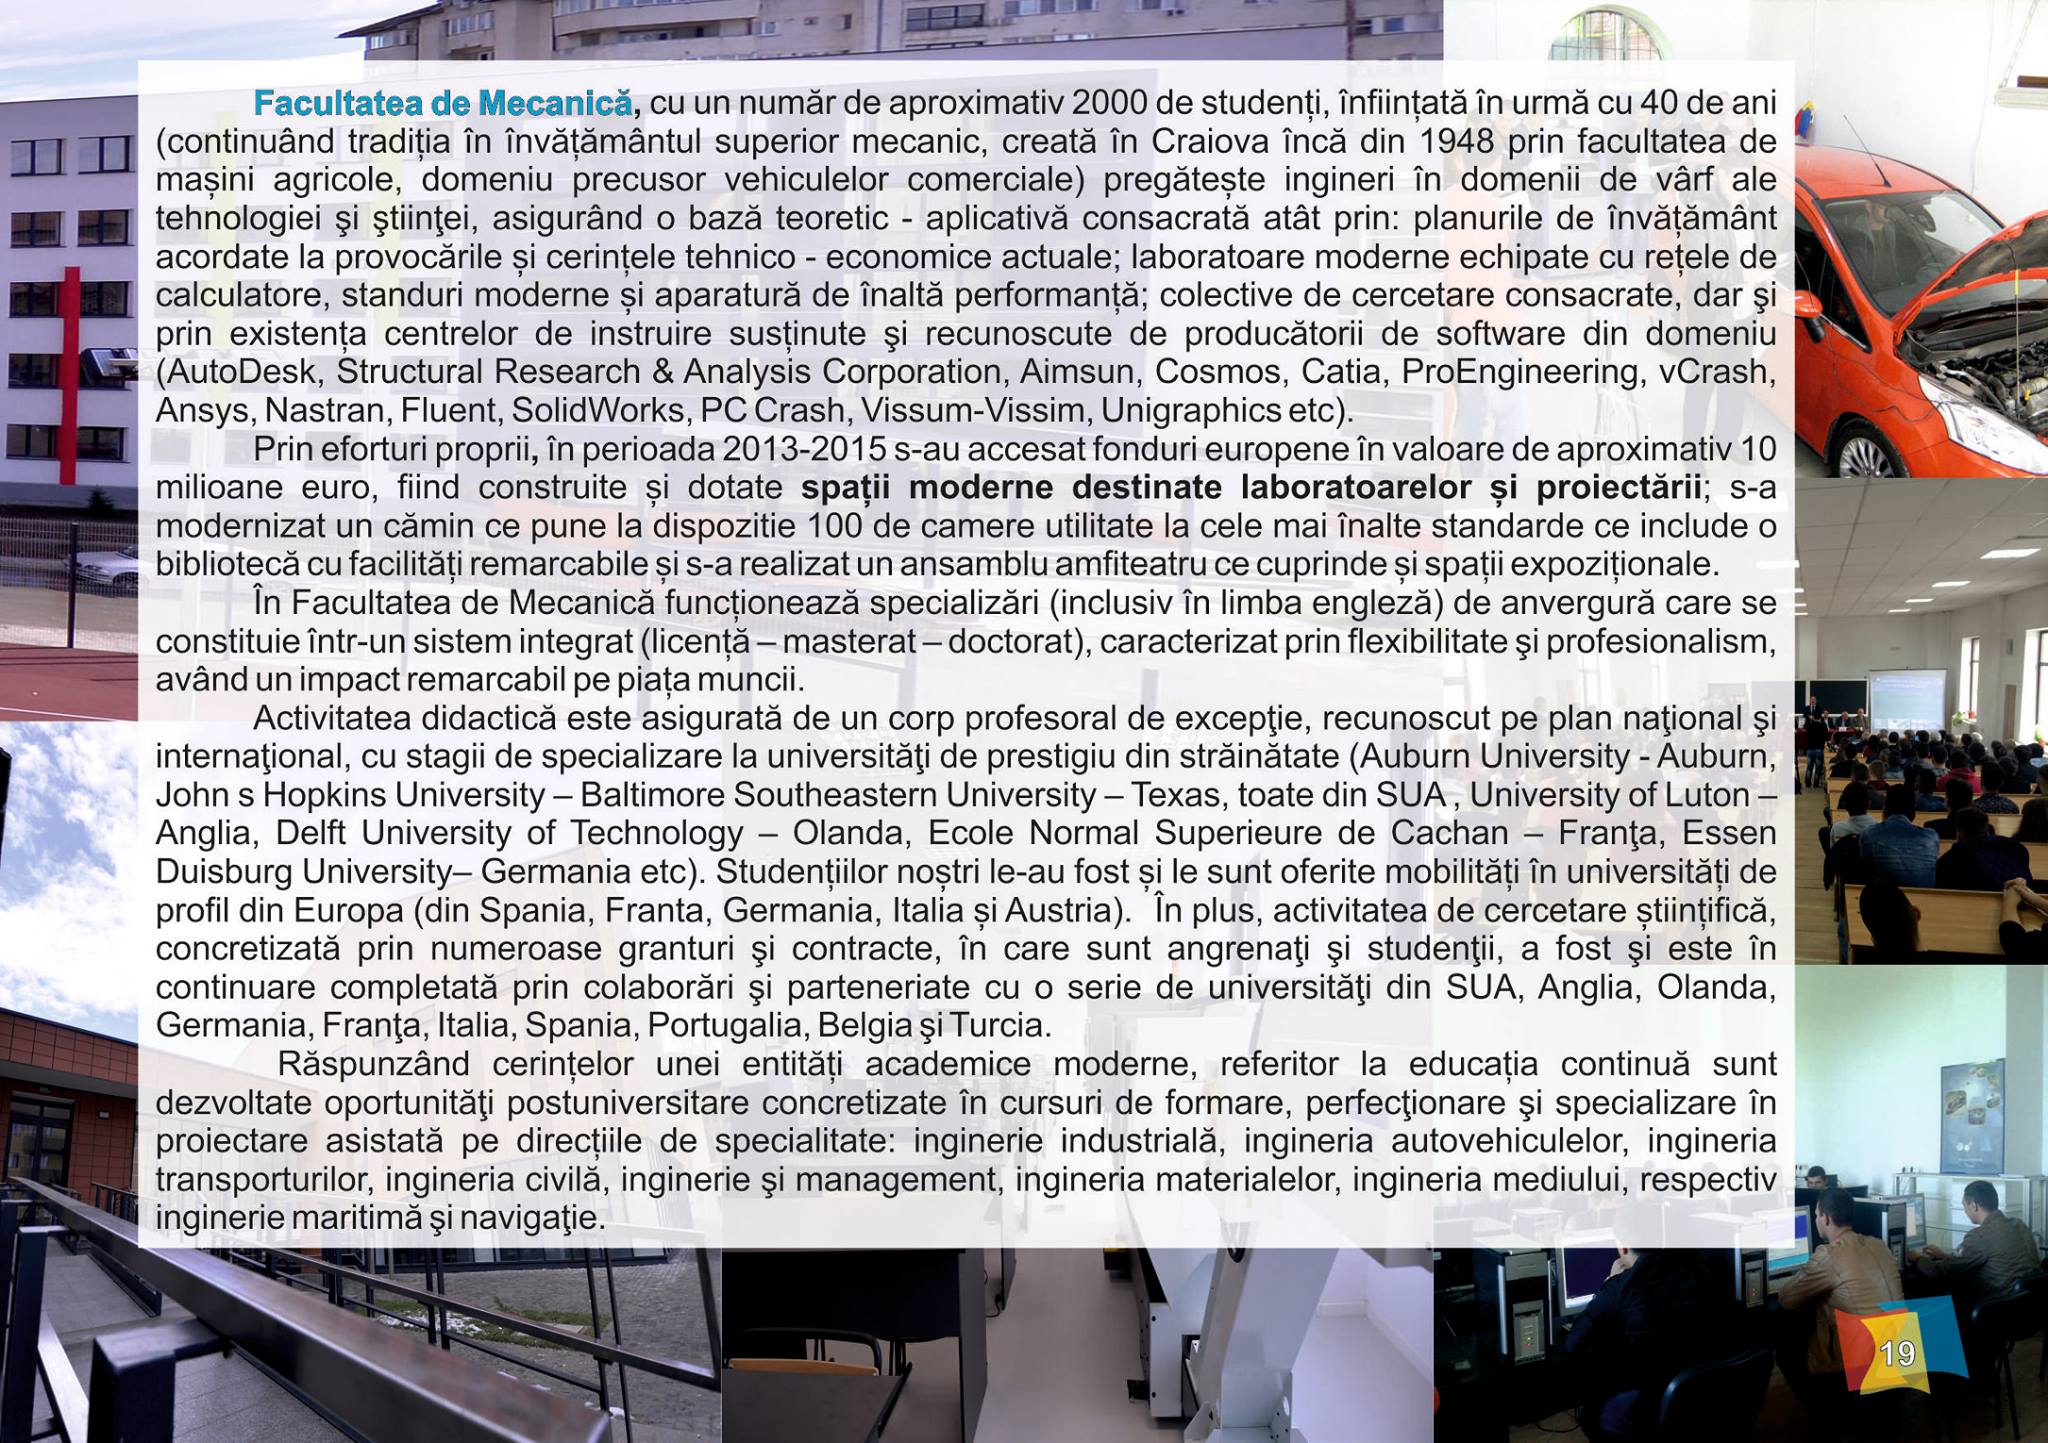 Facultatea de Mecanică, cu un număr de aproximativ 2000 de studenți, înființată în urmă cu 40 de ani
(continuând tradiția în învățământul superior mecanic, creată în Craiova încă din 1948 prin facultatea de
mașini agricole, domeniu precusor vehiculelor comerciale) pregătește ingineri în domenii de vârf ale
tehnologiei şi ştiinţei, asigurând o bază teoretic - aplicativă consacrată atât prin: planurile de învățământ
acordate la provocările și cerințele tehnico - economice actuale; laboratoare moderne echipate cu rețele de
calculatore, standuri moderne și aparatură de înaltă performanță; colective de cercetare consacrate, dar şi
prin existența centrelor de instruire susținute şi recunoscute de producătorii de software din domeniu
(AutoDesk, Structural Research & Analysis Corporation, Aimsun, Cosmos, Catia, ProEngineering, vCrash,
Ansys, Nastran, Fluent, SolidWorks, PC Crash, Vissum-Vissim, Unigraphics etc).
Prin eforturi proprii, în perioada 2013-2015 s-au accesat fonduri europene în valoare de aproximativ 10
milioane euro, fiind construite și dotate spații moderne destinate laboratoarelor și proiectării; s-a
modernizat un cămin ce pune la dispozitie 100 de camere utilitate la cele mai înalte standarde ce include o
bibliotecă cu facilități remarcabile și s-a realizat un ansamblu amfiteatru ce cuprinde și spații expoziționale.
În Facultatea de Mecanică funcționează specializări (inclusiv în limba engleză) de anvergură care se
constituie într-un sistem integrat (licență – masterat – doctorat), caracterizat prin flexibilitate şi profesionalism,
având un impact remarcabil pe piața muncii.
Activitatea didactică este asigurată de un corp profesoral de excepţie, recunoscut pe plan naţional şi
internaţional, cu stagii de specializare la universităţi de prestigiu din străinătate (Auburn University - Auburn,
John s Hopkins University – Baltimore Southeastern University – Texas, toate din SUA , University of Luton –
Anglia, Delft University of Technology – Olanda, Ecole Normal Superieure de Cachan – Franţa, Essen
Duisburg University– Germania etc). Studențiilor noștri le-au fost și le sunt oferite mobilități în universități de
profil din Europa (din Spania, Franta, Germania, Italia și Austria). În plus, activitatea de cercetare științifică,
concretizată prin numeroase granturi şi contracte, în care sunt angrenaţi şi studenţii, a fost şi este în
continuare completată prin colaborări şi parteneriate cu o serie de universităţi din SUA, Anglia, Olanda,
Germania, Franţa, Italia, Spania, Portugalia, Belgia şi Turcia.
Răspunzând cerințelor unei entități academice moderne, referitor la educația continuă sunt
dezvoltate oportunităţi postuniversitare concretizate în cursuri de formare, perfecţionare şi specializare în
proiectare asistată pe direcțiile de specialitate: inginerie industrială, ingineria autovehiculelor, ingineria
transporturilor, ingineria civilă, inginerie şi management, ingineria materialelor, ingineria mediului, respectiv
inginerie maritimă şi navigaţie.
19